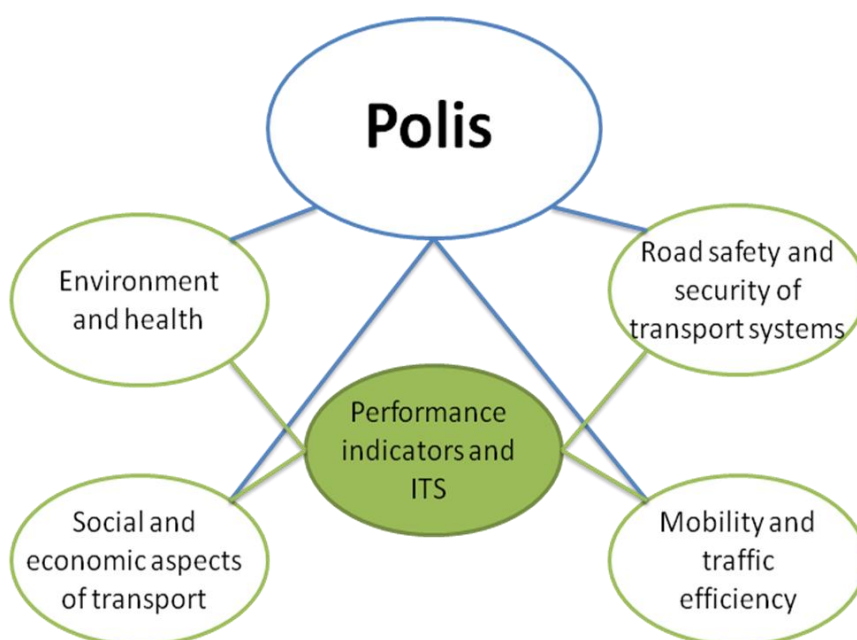 Polis
Environment
and health
Road safety and
security of
transport systems
Performance
indicators and
ITS
Social and
economic aspects
of transport
Mobility and
traffic
efficiency